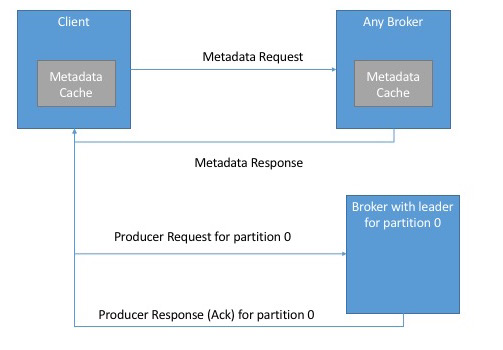 Client
Any Broker
Metadata Request
Metadata
Cache
Metadata
Cache
Metadata Response
Broker with leader
for partition 0
Producer Request for partition 0
Producer Response (Ack) for partition 0